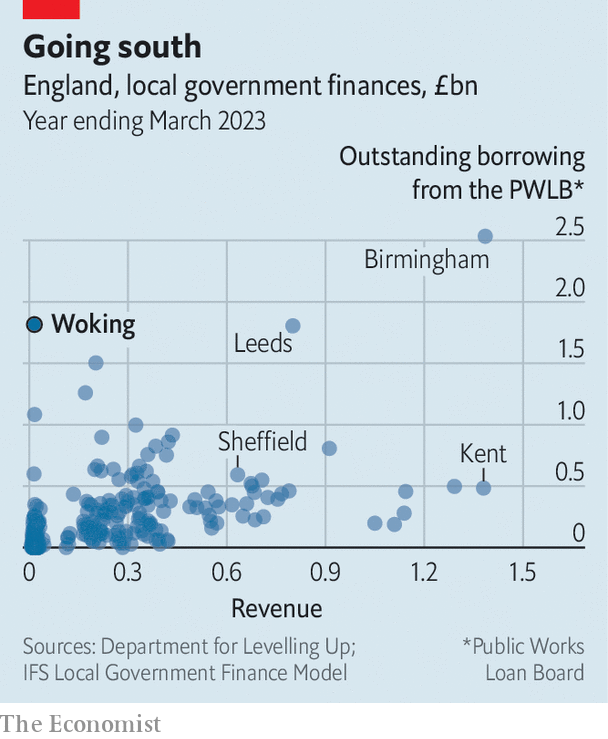 Going south
England, local government finances, £bn
Year ending March 2023
Outstanding borrowing
from the PWLB*
2.5
Birmingham
2.0
Woking
Leeds
1.5
1.0
Sheffield
Kent
0.5
0
0 0.3 0.6 0.9 1.2 1.5
Revenue
Sources: Department for Levelling Up;
IFS Local Government Finance Model
*Public Works
Loan Board
The Economist